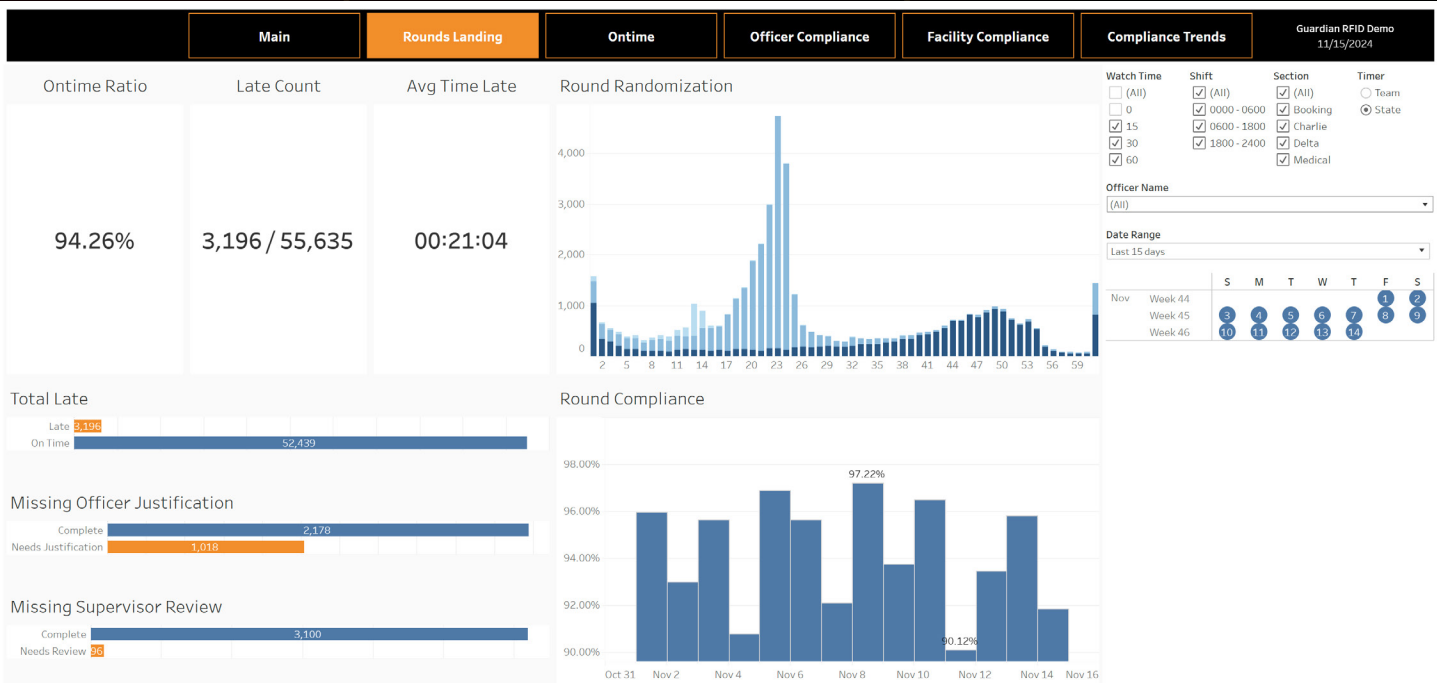 Main
Rounds Landing
Ontime
Officer Compliance
Facility Compliance
Compliance Trends
Guardian RFID Demo
11/15/2024
Ontime Ratio
94.26%
Late Count
3,196 / 55,635
Avg Time Late
00:21:04
Round Randomization
4,000
3,000
2,000
1,000
0
2 5 8 11 14 17 20 23 26 29 32 35 38 41 44 47 50 53 56 59
Watch Time
(All)
0
15
30
60
Shift
(All)
0000 - 0600
0600 - 1800
1800 - 2400
Section
(All)
Booking
Charlie
Delta
Medical
Timer
Team
State
Officer Name
(All)
Date Range
Last 15 days
S M T W T F S
Nov Week 44 1 2
Week 45 3 4 5 6 7 8 9
Week 46 10 11 12 13 14
Total Late
Late 3,196
On Time 52,439
Missing Officer Justification
Complete 2,178
Needs Justification 1,018
Missing Supervisor Review
Complete 3,100
Needs Review 96
Round Compliance
98.00%
96.00%
94.00%
92.00%
90.00%
97.22%
90.12%
Oct 31 Nov 2 Nov 4 Nov 6 Nov 8 Nov 10 Nov 12 Nov 14 Nov 16